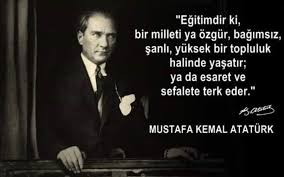 "Eğitimdir ki,
bir milleti ya özgür, bağımsız,
şanlı, yüksek bir topluluk
halinde yaşatır;
ya da esaret ve
sefalete terk eder."
MUSTAFA KEMAL ATATÜRK